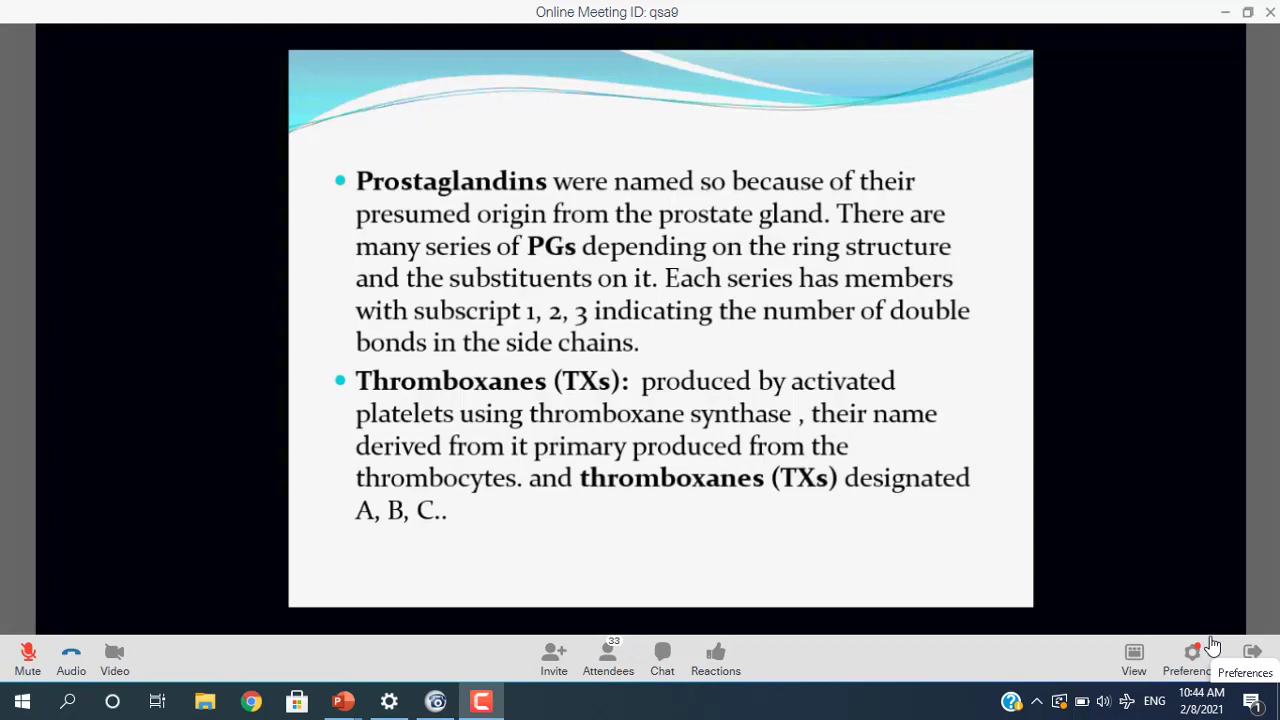 Online Meeting ID: qsa9
Prostaglandins were named so because of their
presumed origin from the prostate gland. There are
many series of PGs depending on the ring structure
and the substituents on it. Each series has members
with subscript 1, 2, 3 indicating the number of double
bonds in the side chains.
Thromboxanes (TXs): produced by activated
platelets using thromboxane synthase , their name
derived from it primary produced from the
thrombocytes. and thromboxanes (TXs) designated
A, B, C..
33
Mute Audio Video Invite Attendees Chat Reactions View Preferenc
Preferences
ENG
10:44 AM
2/8/2021
1